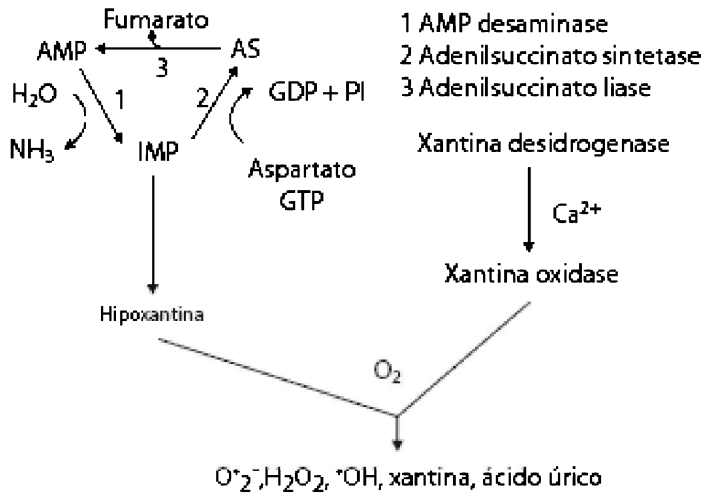 Fumarato
1 AMP desaminase
AMP
AS
2 Adenilsuccinato sintetase
3
H₂O
1
2
GDP + PI
3 Adenilsuccinato liase
NH₃
IMP
Aspartato
GTP
Xantina desidrogenase
Ca²⁺
Xantina oxidase
Hipoxantina
O₂
O⁺₂⁻,H₂O₂, ⁺OH, xantina, ácido úrico